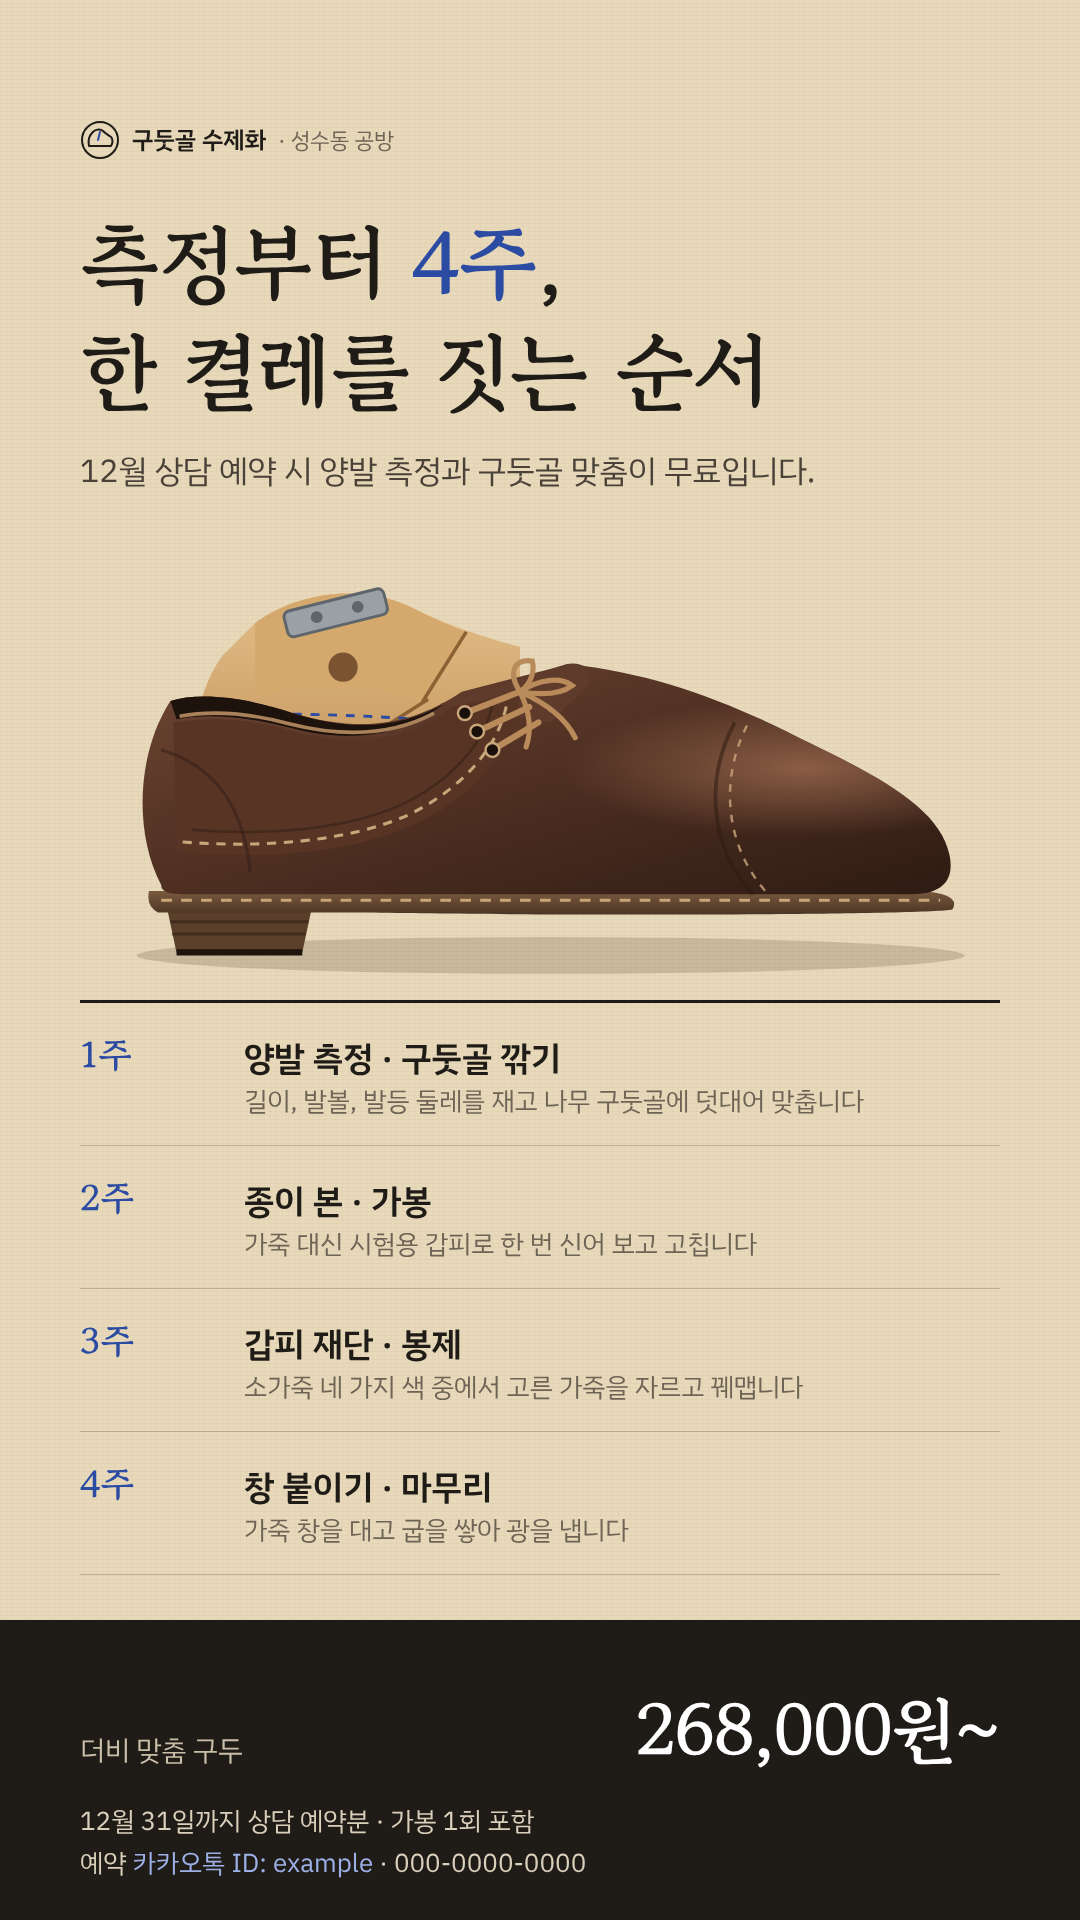 구둣골 수제화 · 성수동 공방
측정부터 4주,
한 켤레를 짓는 순서
12월 상담 예약 시 양발 측정과 구둣골 맞춤이 무료입니다.
1주
양발 측정 · 구둣골 깎기
길이, 발볼, 발등 둘레를 재고 나무 구둣골에 덧대어 맞춥니다
2주
종이 본 · 가봉
가죽 대신 시험용 갑피로 한 번 신어 보고 고칩니다
3주
갑피 재단 · 봉제
소가죽 네 가지 색 중에서 고른 가죽을 자르고 꿰맵니다
4주
창 붙이기 · 마무리
가죽 창을 대고 굽을 쌓아 광을 냅니다
더비 맞춤 구두
268,000원~
12월 31일까지 상담 예약분 · 가봉 1회 포함
예약 카카오톡 ID: example · 000-0000-0000